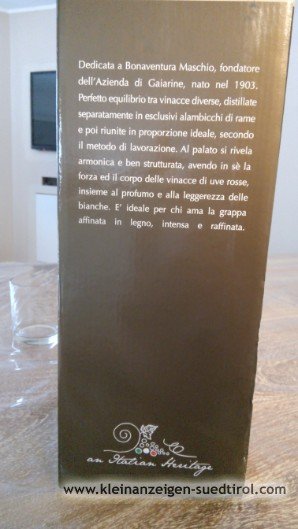 Dedicata a Bonaventura Maschio, fondatore
dell'Azienda di Gaiarine, nato nel 1903.
Perfetto equilibrio tra vinacce diverse, distillate
separatamente in esclusivi alambicchi di rame
e poi riunite in proporzione ideale, secondo
il metodo di lavorazione. Al palato si rivela
armonica e ben strutturata, avendo in sè la
forza ed il corpo delle vinacce di uve rosse,
insieme al profumo e alla leggerezza delle
bianche. E' ideale per chi ama la grappa
affinata in legno, intensa e raffinata.
an Italian Heritage
www.kleinanzeigen-suedtirol.com